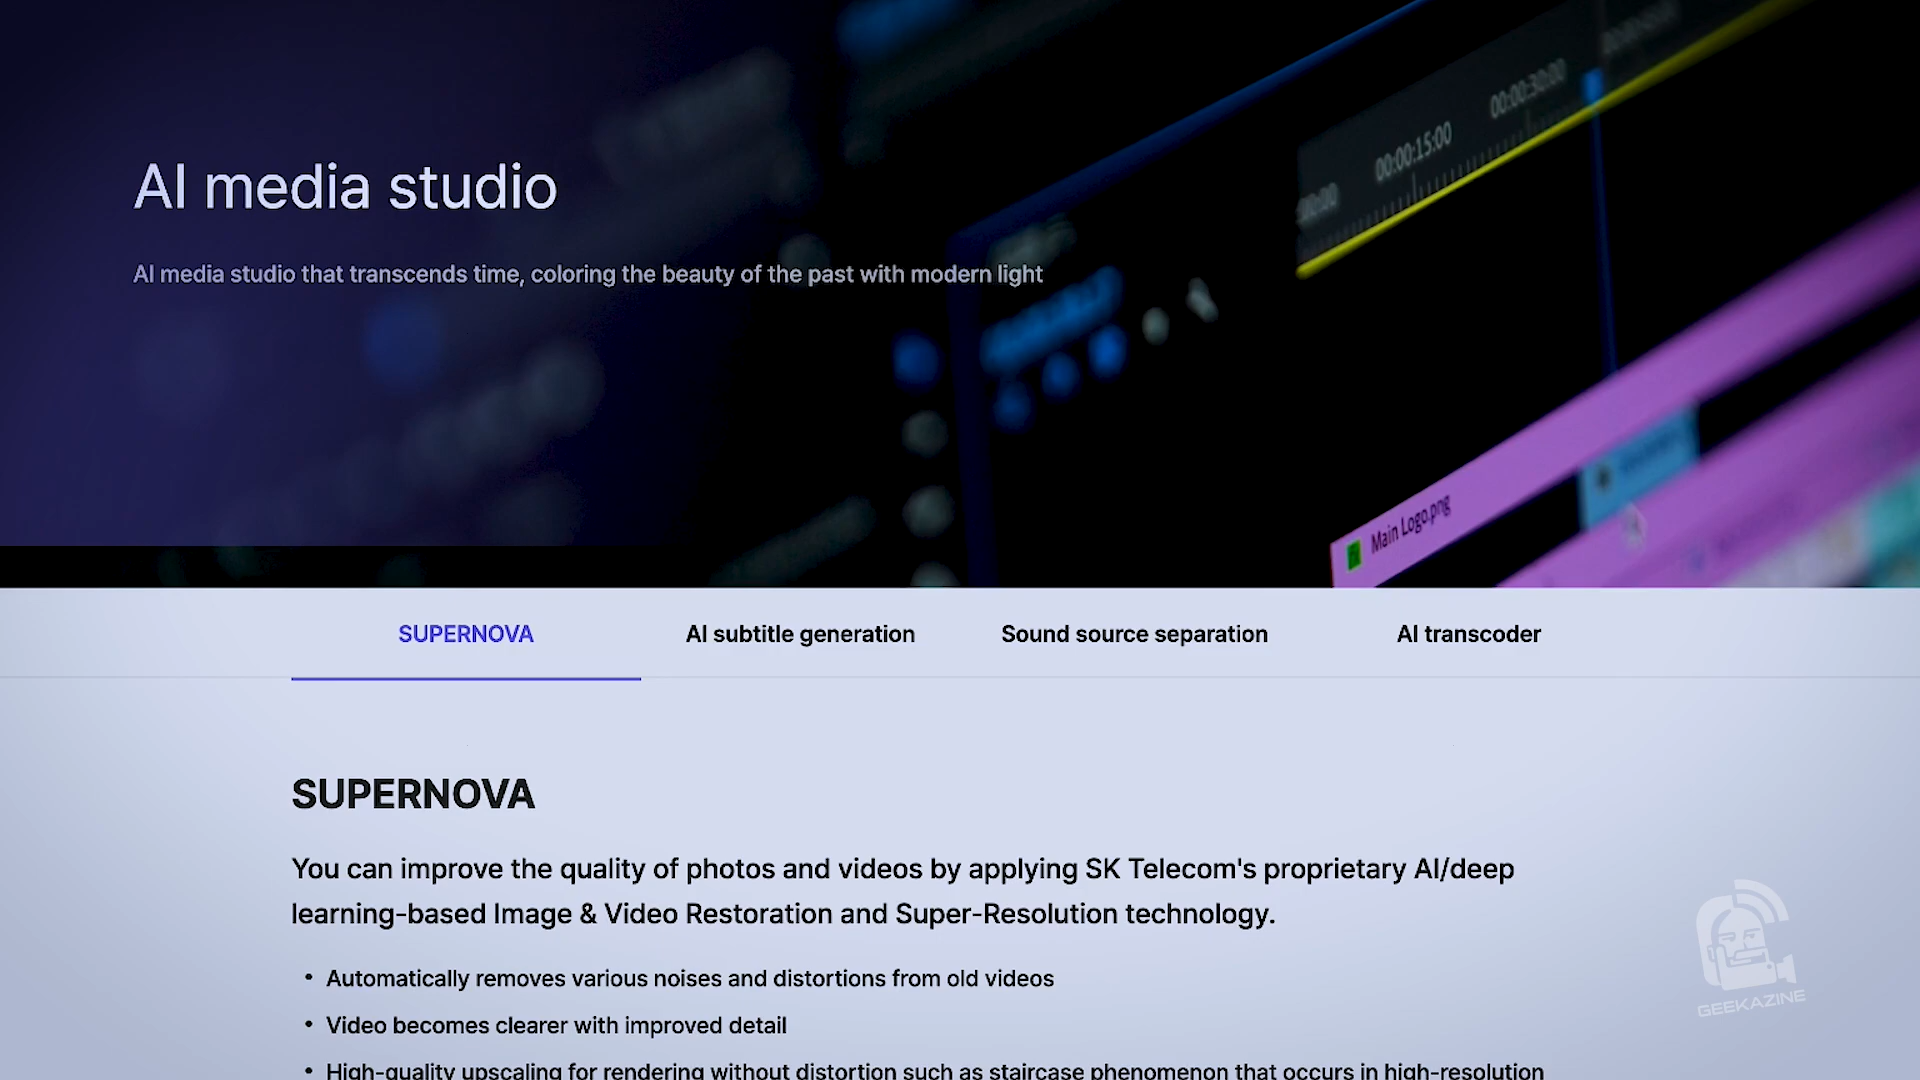 AI media studio
AI media studio that transcends time, coloring the beauty of the past with modern light
00:00:15:00
00:00:30:00
Main Logo.png
SUPERNOVA
AI subtitle generation
Sound source separation
AI transcoder
SUPERNOVA
You can improve the quality of photos and videos by applying SK Telecom's proprietary AI/deep
learning-based Image & Video Restoration and Super-Resolution technology.
• Automatically removes various noises and distortions from old videos
• Video becomes clearer with improved detail
• High-quality upscaling for rendering without distortion such as staircase phenomenon that occurs in high-resolution
GEEKAZINE